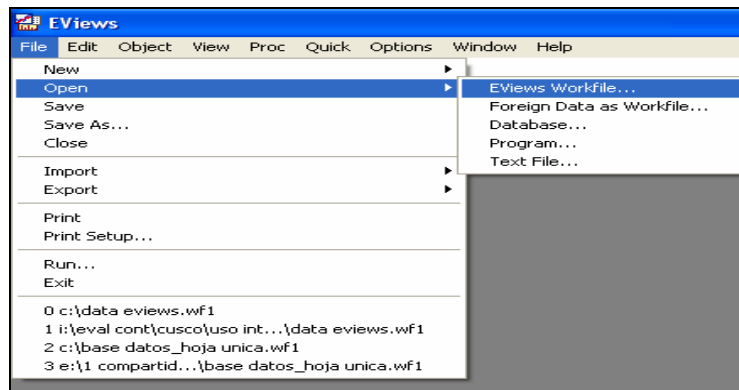 EViews
File Edit Object View Proc Quick Options Window Help
New
Open
Save
Save As...
Close
Import
Export
Print
Print Setup...
Run...
Exit
0 c:\data eviews.wf1
1 i:\eval cont\cusco\uso int...\data eviews.wf1
2 c:\base datos_hoja unica.wf1
3 e:\1 compartid...\base datos_hoja unica.wf1
EViews Workfile...
Foreign Data as Workfile...
Database...
Program...
Text File...